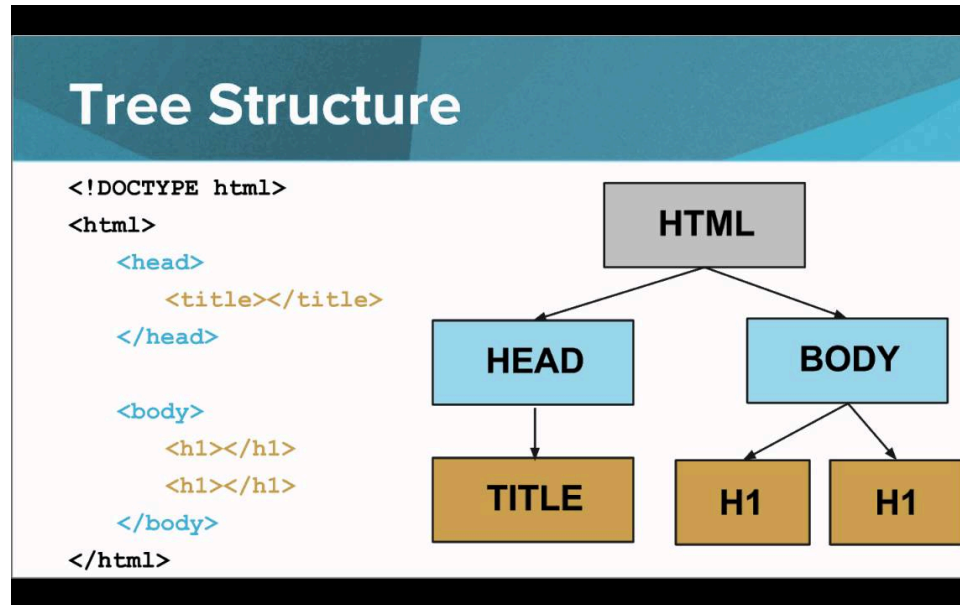 Tree Structure
<!DOCTYPE html>
<html>
<head>
<title></title>
</head>
<body>
<h1></h1>
<h1></h1>
</body>
</html>
HTML
HEAD
BODY
TITLE
H1
H1